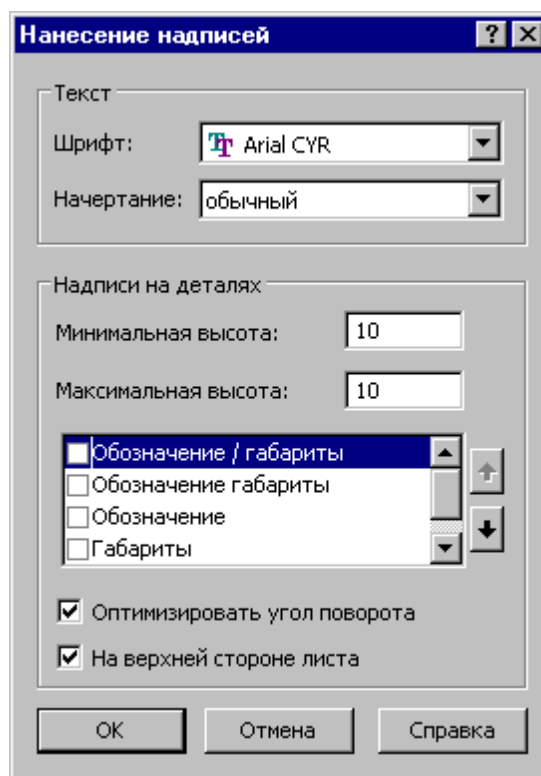 Нанесение надписей
Текст
Шрифт: Arial CYR
Начертание: обычный
Надписи на деталях
Минимальная высота: 10
Максимальная высота: 10
Обозначение / габариты
Обозначение габариты
Обозначение
Габариты
Оптимизировать угол поворота
На верхней стороне листа
OK Отмена Справка